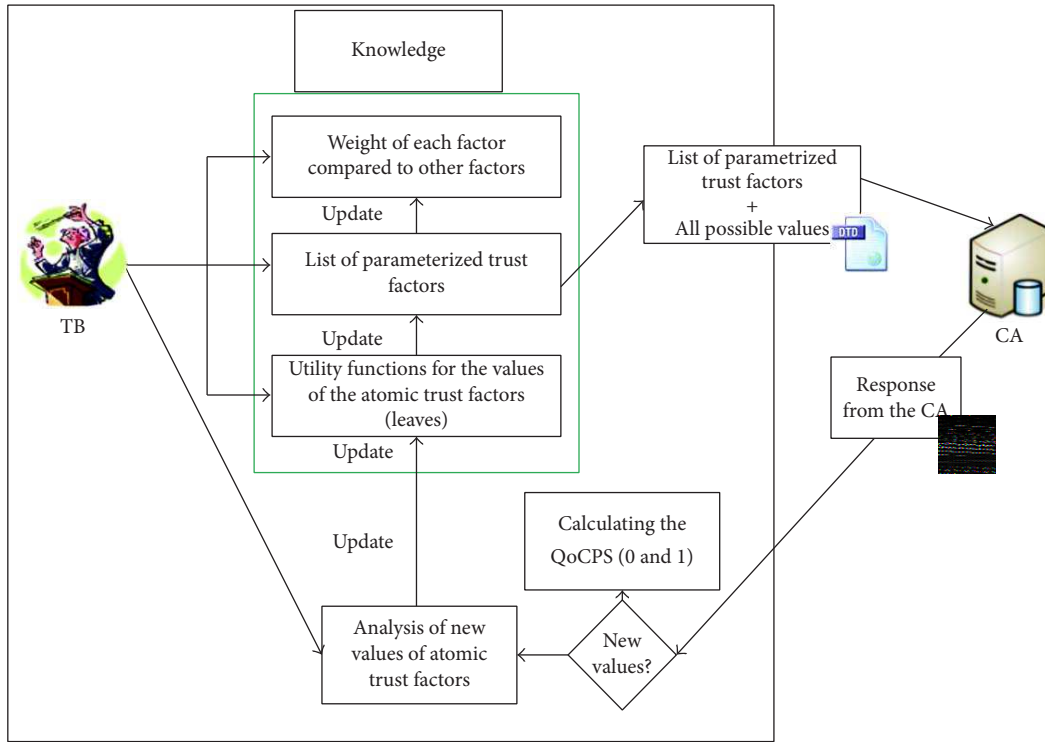 Knowledge
Weight of each factor
compared to other factors
Update
List of parameterized trust
factors
Update
Utility functions for the values
of the atomic trust factors
(leaves)
Update
TB
List of parametrized
trust factors
+
All possible values
DTD
CA
Response
from the CA
Calculating the
QoCPS (0 and 1)
Update
Analysis of new
values of atomic
trust factors
New
values?